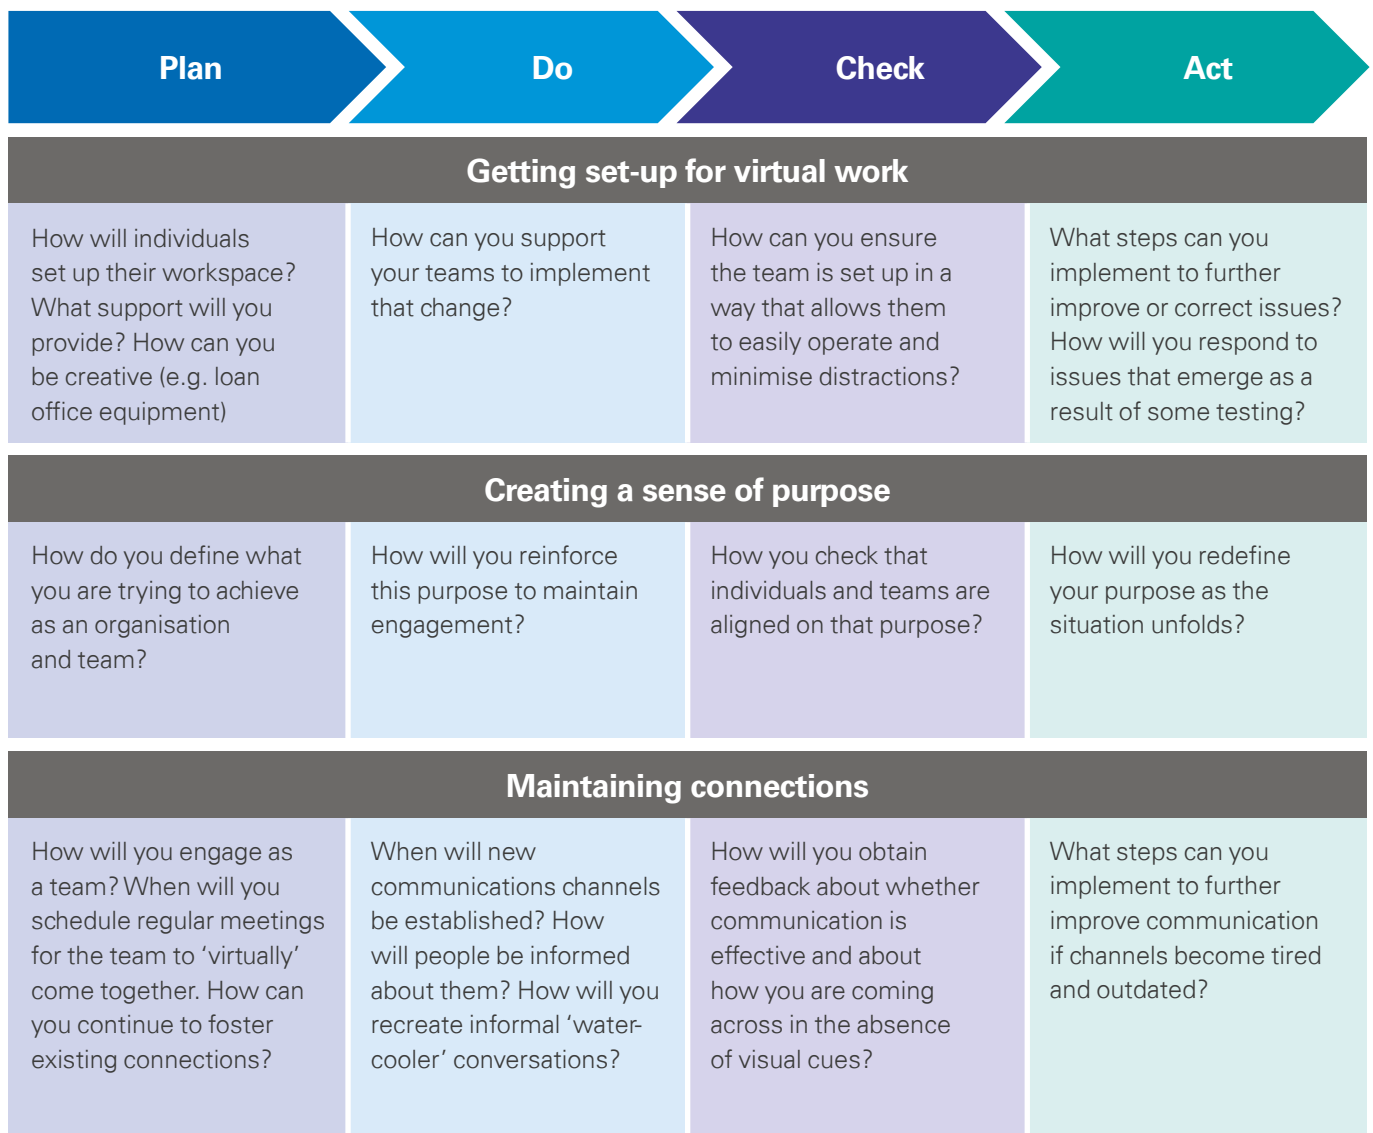 Plan
Do
Check
Act
Getting set-up for virtual work
How will individuals
set up their workspace?
What support will you
provide? How can you
be creative (e.g. loan
office equipment)
How can you support
your teams to implement
that change?
How can you ensure
the team is set up in a
way that allows them
to easily operate and
minimise distractions?
What steps can you
implement to further
improve or correct issues?
How will you respond to
issues that emerge as a
result of some testing?
Creating a sense of purpose
How do you define what
you are trying to achieve
as an organisation
and team?
How will you reinforce
this purpose to maintain
engagement?
How you check that
individuals and teams are
aligned on that purpose?
How will you redefine
your purpose as the
situation unfolds?
Maintaining connections
How will you engage as
a team? When will you
schedule regular meetings
for the team to ‘virtually’
come together. How can
you continue to foster
existing connections?
When will new
communications channels
be established? How
will people be informed
about them? How will you
recreate informal ‘water-
cooler’ conversations?
How will you obtain
feedback about whether
communication is
effective and about
how you are coming
across in the absence
of visual cues?
What steps can you
implement to further
improve communication
if channels become tired
and outdated?